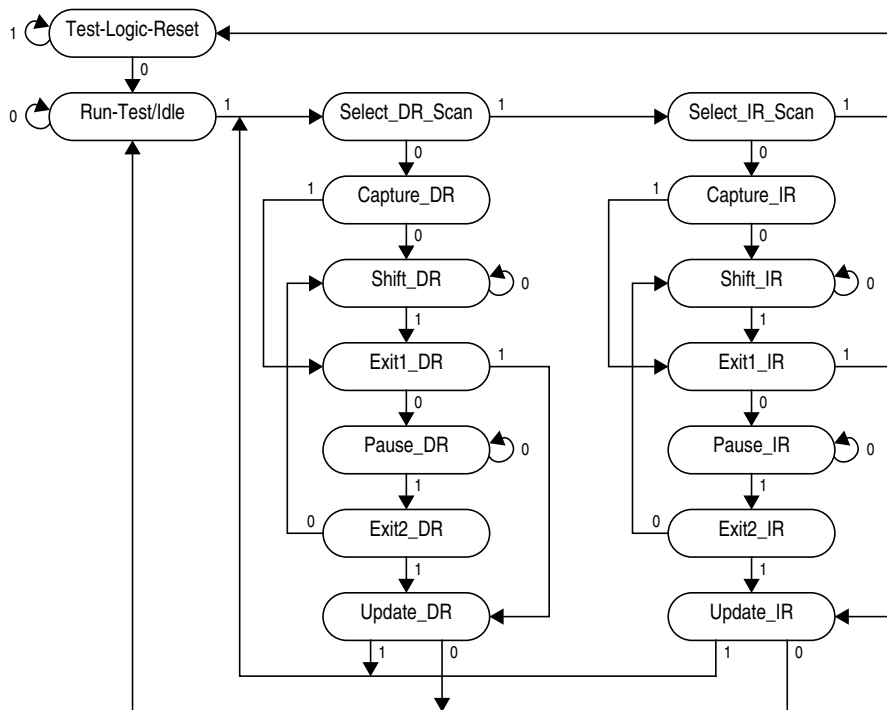 Test-Logic-Reset
1
0
Run-Test/Idle
0
1
Select_DR_Scan
1
Select_IR_Scan
1
0
0
Capture_DR
1
Capture_IR
1
0
0
Shift_DR
0
Shift_IR
0
1
1
Exit1_DR
1
Exit1_IR
1
0
0
Pause_DR
0
Pause_IR
0
1
1
Exit2_DR
0
Exit2_IR
0
1
1
Update_DR
Update_IR
1
0
1
0